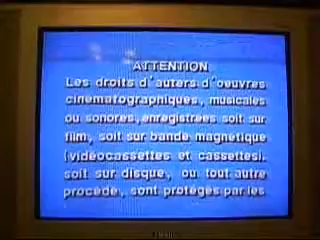 ATTENTION
Les droits d'auters d'oeuvres
cinematographiques, musicales
ou sonores, enregistrees soit sur
film, soit sur bande magnetique
(videocassettes et cassettes),
soit sur disque, ou tout autre
procede, sont protegés par les